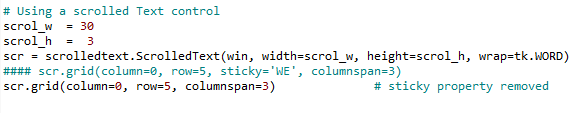 # Using a scrolled Text control
scrol_w  = 30
scrol_h  =  3
scr = scrolledtext.ScrolledText(win, width=scrol_w, height=scrol_h, wrap=tk.WORD)
#### scr.grid(column=0, row=5, sticky='WE', columnspan=3)
scr.grid(column=0, row=5, columnspan=3)              # sticky property removed